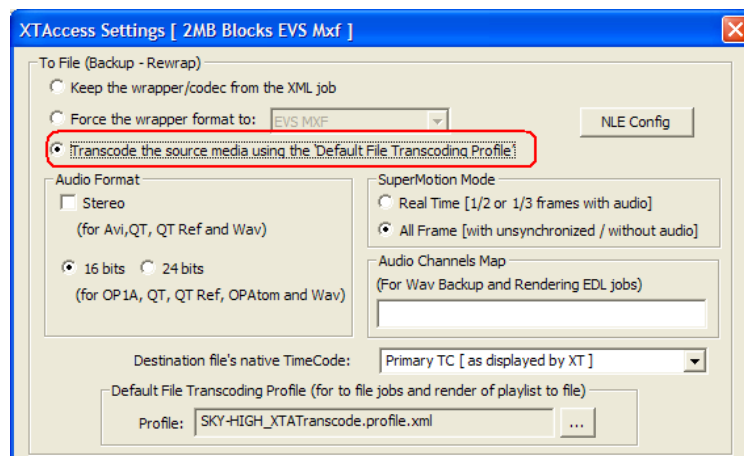 XTAccess Settings [ 2MB Blocks EVS Mxf ]
To File (Backup - Rewrap)
Keep the wrapper/codec from the XML job
Force the wrapper format to: EVS MXF NLE Config
Transcode the source media using the 'Default File Transcoding Profile'
Audio Format
Stereo
(for Avi,QT, QT Ref and Wav)
16 bits 24 bits
(for OP1A, QT, QT Ref, OPAtom and Wav)
SuperMotion Mode
Real Time [1/2 or 1/3 frames with audio]
All Frame [with unsynchronized / without audio]
Audio Channels Map
(For Wav Backup and Rendering EDL jobs)
Destination file's native TimeCode: Primary TC [ as displayed by XT ]
Default File Transcoding Profile (for to file jobs and render of playlist to file)
Profile: SKY-HIGH_XTATranscode.profile.xml ...